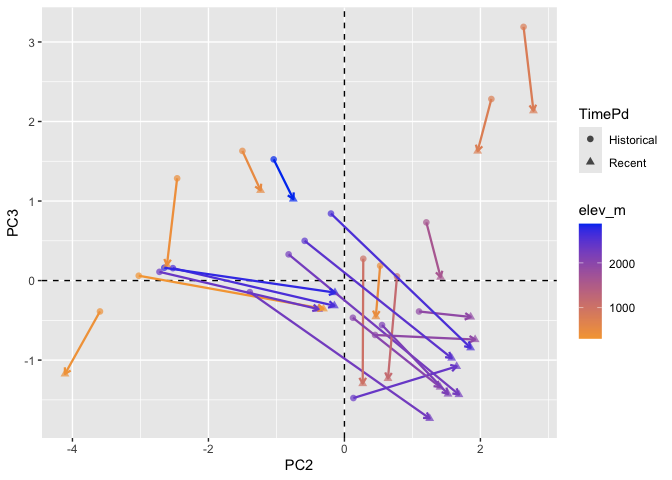 3
2
1
0
-1
PC3
-4
-2
0
2
PC2
TimePd
Historical
Recent
elev_m
2000
1000